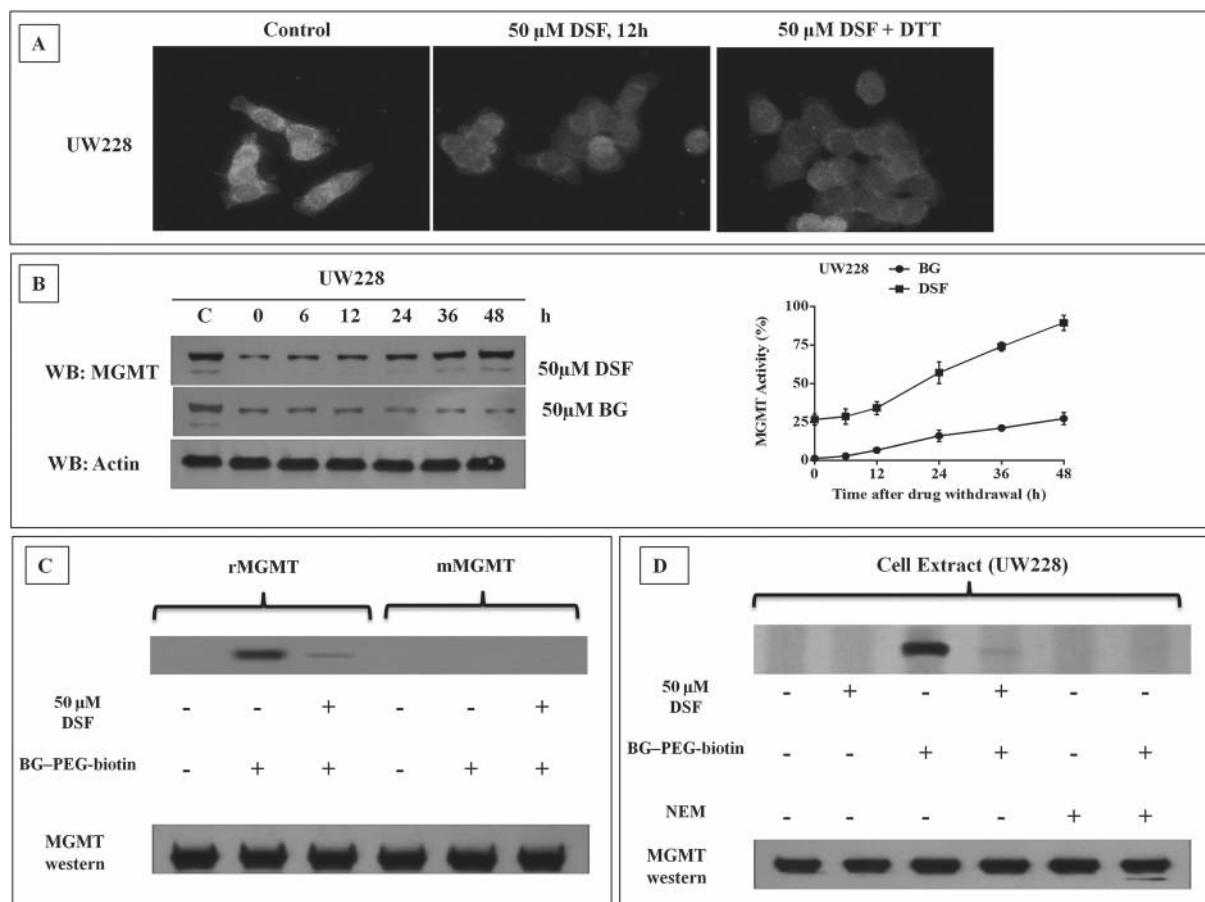 A
Control
50 µM DSF, 12h
50 µM DSF + DTT
UW228
B
UW228
C 0 6 12 24 36 48 h
WB: MGMT
50µM DSF
50µM BG
WB: Actin
UW228
BG
DSF
MGMT Activity (%)
100
75
50
25
0
0 12 24 36 48
Time after drug withdrawal (h)
C
rMGMT
mMGMT
50 µM
DSF
- - + - - +
BG–PEG-biotin
- + + - + +
MGMT
western
D
Cell Extract (UW228)
50 µM
DSF
- + - + - -
BG–PEG-biotin
- - + + - +
NEM
- - - - + +
MGMT
western